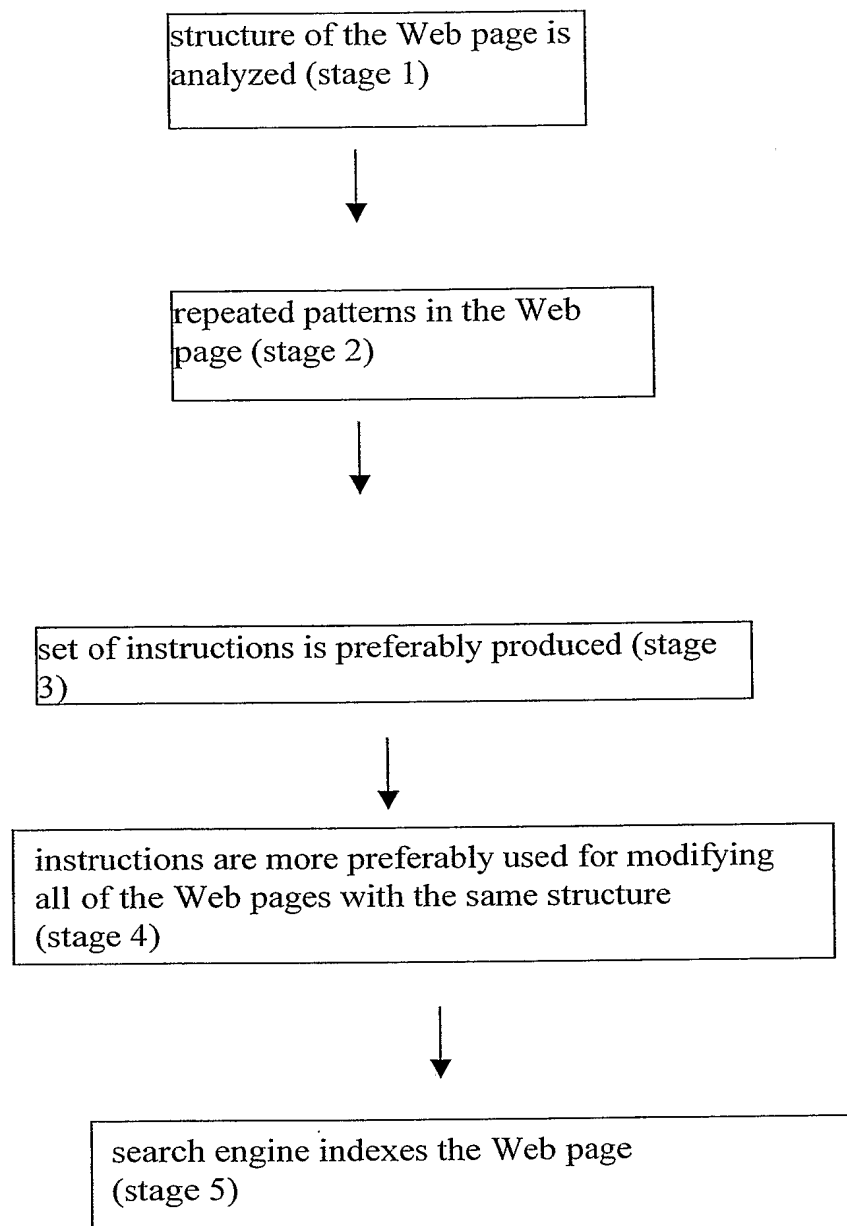 structure of the Web page is
analyzed (stage 1)
repeated patterns in the Web
page (stage 2)
set of instructions is preferably produced (stage
3)
instructions are more preferably used for modifying
all of the Web pages with the same structure
(stage 4)
search engine indexes the Web page
(stage 5)